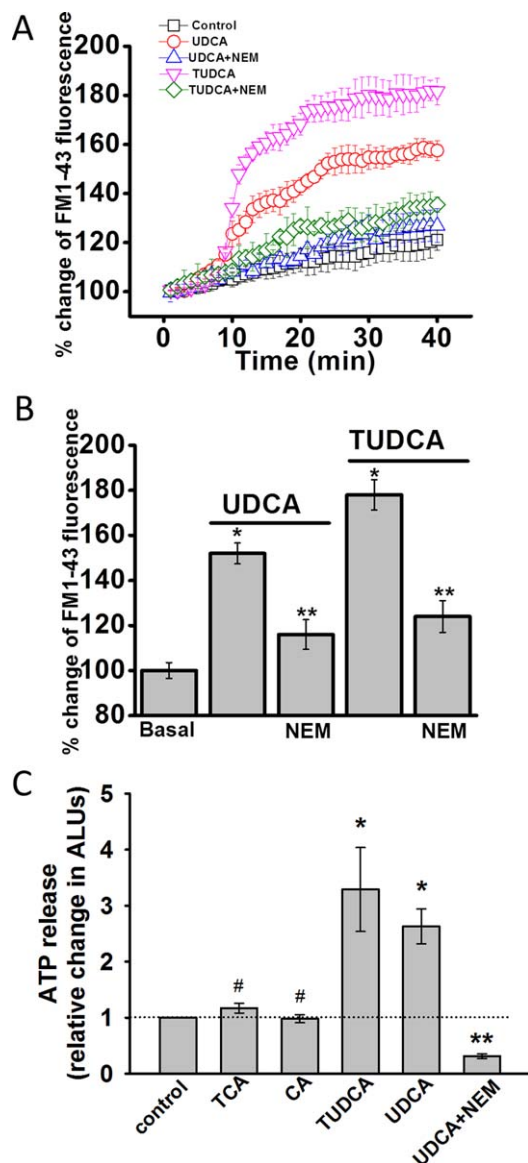 A
Control
UDCA
UDCA+NEM
TUDCA
TUDCA+NEM
% change of FM1-43 fluorescence
180
160
140
120
100
0 10 20 30 40
Time (min)
B
% change of FM1-43 fluorescence
200
180
160
140
120
100
80
TUDCA
UDCA
*
**
*
**
Basal NEM NEM
C
ATP release
(relative change in ALUs)
5
4
3
2
1
0
#
#
*
*
**
control
TCA
CA
TUDCA
UDCA
UDCA+NEM